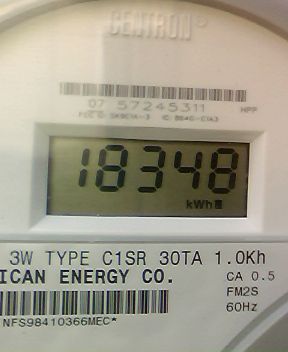 CENTRON®
07 57245311 HPP
18348
kWh
3W TYPE C1SR 30TA 1.0Kh
ICAN ENERGY CO. CA 0.5
FM2S
60Hz
NFS98410366MEC*